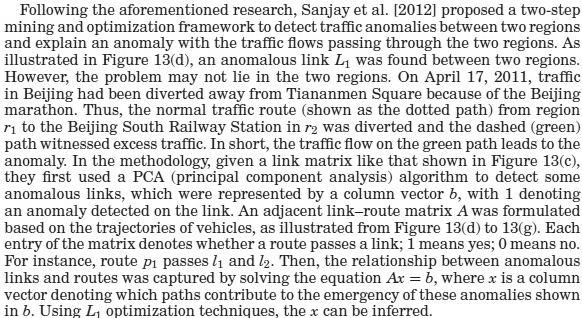 Following the aforementioned research, Sanjay et al. [2012] proposed a two-step
mining and optimization framework to detect traffic anomalies between two regions
and explain an anomaly with the traffic flows passing through the two regions. As
illustrated in Figure 13(d), an anomalous link L1 was found between two regions.
However, the problem may not lie in the two regions. On April 17, 2011, traffic
in Beijing had been diverted away from Tiananmen Square because of the Beijing
marathon. Thus, the normal traffic route (shown as the dotted path) from region
r1 to the Beijing South Railway Station in r2 was diverted and the dashed (green)
path witnessed excess traffic. In short, the traffic flow on the green path leads to the
anomaly. In the methodology, given a link matrix like that shown in Figure 13(c),
they first used a PCA (principal component analysis) algorithm to detect some
anomalous links, which were represented by a column vector b, with 1 denoting
an anomaly detected on the link. An adjacent link–route matrix A was formulated
based on the trajectories of vehicles, as illustrated from Figure 13(d) to 13(g). Each
entry of the matrix denotes whether a route passes a link; 1 means yes; 0 means no.
For instance, route p1 passes l1 and l2. Then, the relationship between anomalous
links and routes was captured by solving the equation Ax = b, where x is a column
vector denoting which paths contribute to the emergency of these anomalies shown
in b. Using L1 optimization techniques, the x can be inferred.